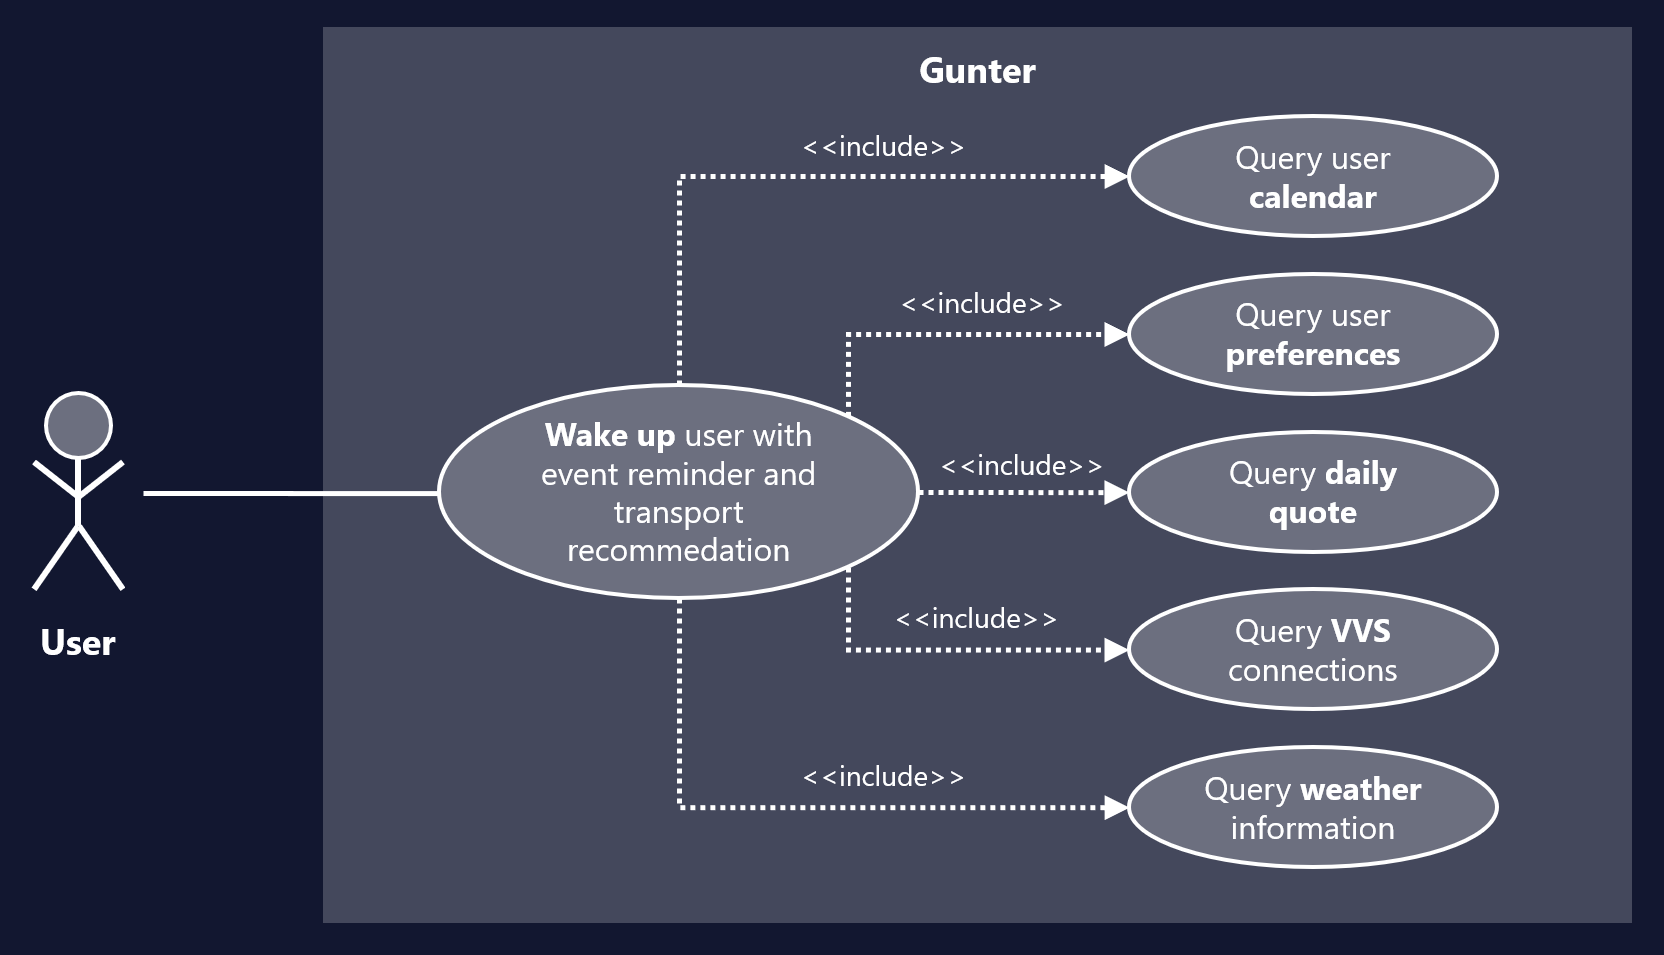 Gunter
<<include>>
Query user
calendar
<<include>>
Query user
preferences
Wake up user with
event reminder and
transport
recommedation
<<include>>
Query daily
quote
<<include>>
Query VVS
connections
User
<<include>>
Query weather
information